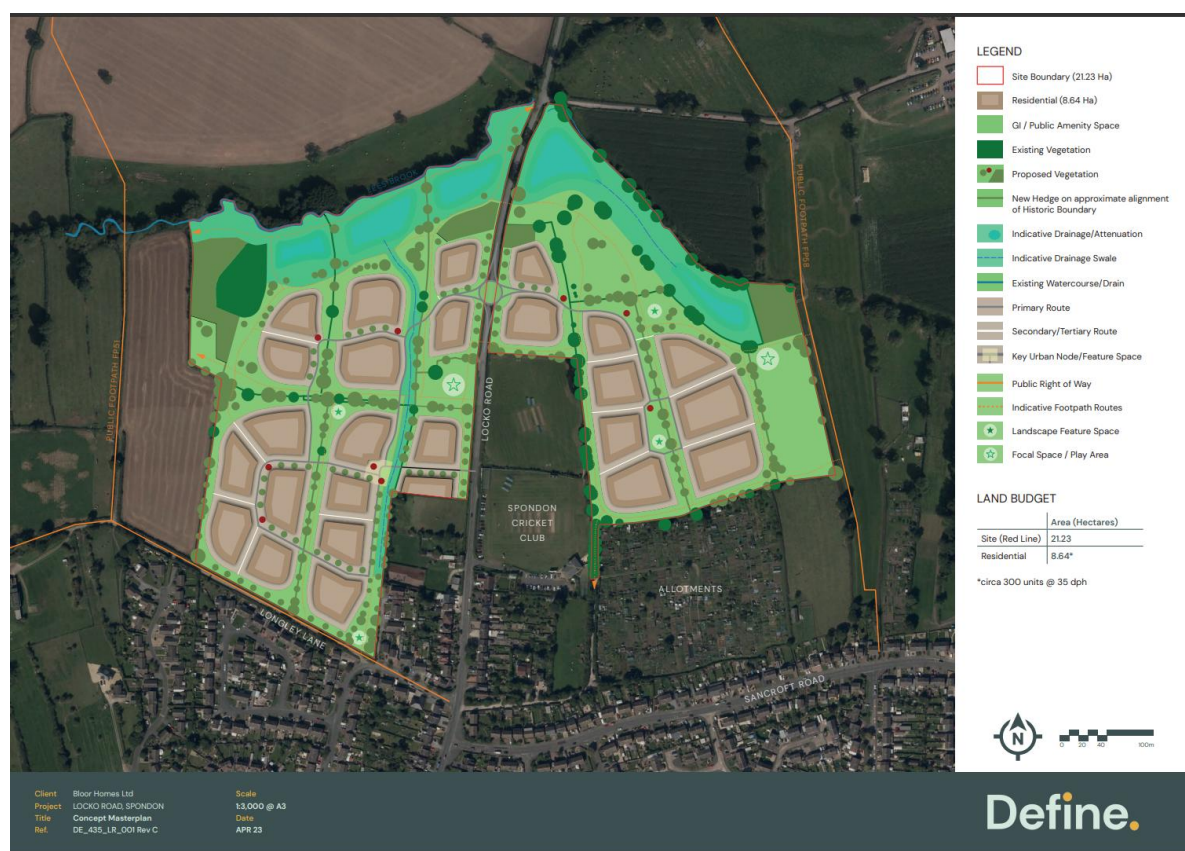 LEGEND
Site Boundary (21.23 Ha)
Residential (8.64 Ha)
GI / Public Amenity Space
Existing Vegetation
Proposed Vegetation
New Hedge on approximate alignment
of Historic Boundary
Indicative Drainage/Attenuation
Indicative Drainage Swale
Existing Watercourse/Drain
Primary Route
Secondary/Tertiary Route
Key Urban Node/Feature Space
Public Right of Way
Indicative Footpath Routes
Landscape Feature Space
Focal Space / Play Area
LAND BUDGET
Area (Hectares)
Site (Red Line) 21.23
Residential 8.64*
*circa 300 units @ 35 dph
N
0 20 40 100m
PUBLIC FOOTPATH FP58
PUBLIC FOOTPATH FP51
LOCKO ROAD
SPONDON
CRICKET
CLUB
ALLOTMENTS
LONGLEY LANE
SANCROFT ROAD
Client Bloor Homes Ltd
Project LOCKO ROAD, SPONDON
Title Concept Masterplan
Ref. DE_435_LR_001 Rev C
Scale
1:3,000 @ A3
Date
APR 23
Define.